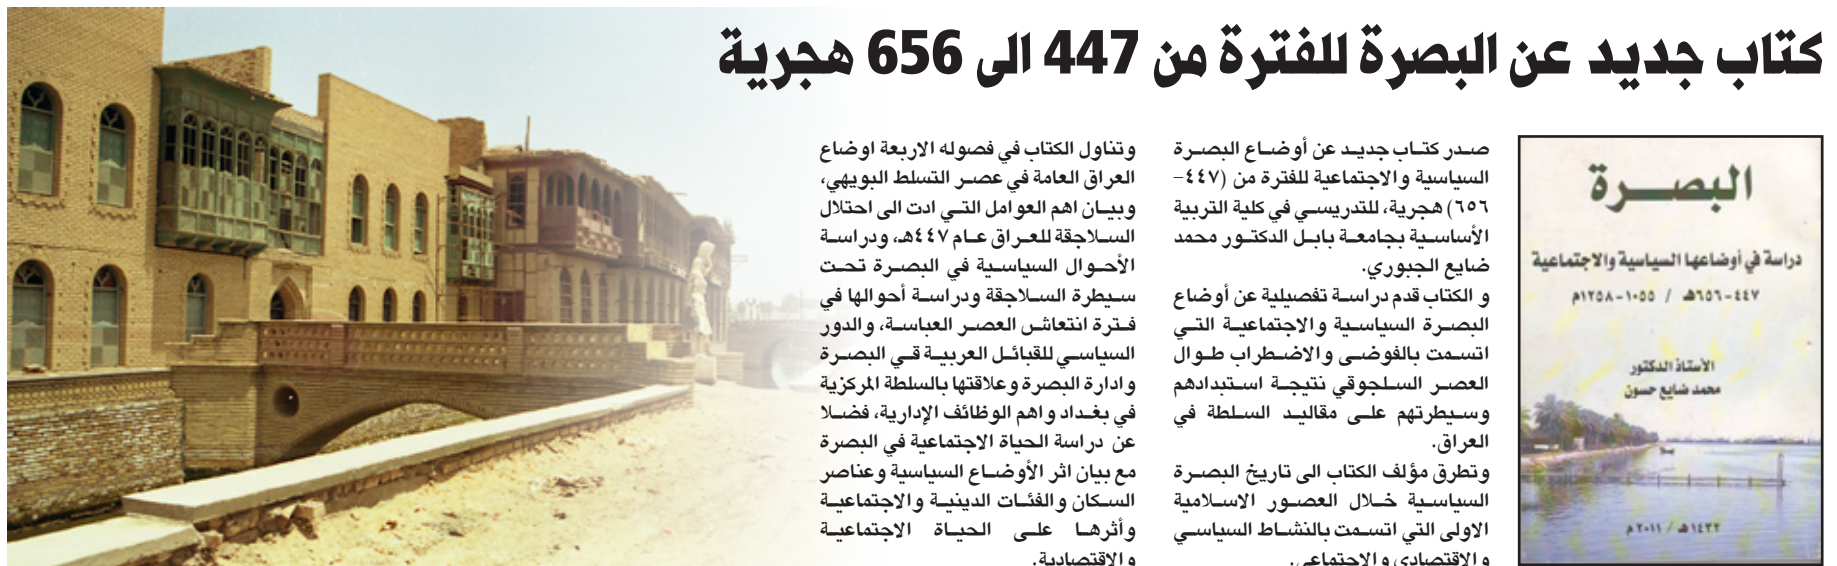 كتاب جديد عن البصرة للفترة من 447 الى 656 هجرية
البصرة
دراسة في أوضاعها السياسية والاجتماعية
٤٤٧-٦٥٦هـ / ١٠٥٥-١٢٥٨م
الأستاذ الدكتور
محمد ضايع حسون
١٤٣٢هـ / ٢٠١١م
صدر كتاب جديد عن أوضاع البصرة
السياسية والاجتماعية للفترة من (٤٤٧-
٦٥٦) هجرية، للتدريسي في كلية التربية
الأساسية بجامعة بابل الدكتور محمد
ضايع الجبوري.
و الكتاب قدم دراسة تفصيلية عن أوضاع
البصرة السياسية والاجتماعية التي
اتسمت بالفوضى والاضطراب طوال
العصر السلجوقي نتيجة استبدادهم
وسيطرتهم على مقاليد السلطة في
العراق.
وتطرق مؤلف الكتاب الى تاريخ البصرة
السياسية خلال العصور الاسلامية
الاولى التي اتسمت بالنشاط السياسي
والاقتصادي والاجتماعي.
وتناول الكتاب في فصوله الاربعة اوضاع
العراق العامة في عصر التسلط البويهي،
وبيان اهم العوامل التي ادت الى احتلال
السلاجقة للعراق عام ٤٤٧هـ، ودراسة
الأحوال السياسية في البصرة تحت
سيطرة السلاجقة ودراسة أحوالها في
فترة انتعاش العصر العباسة، والدور
السياسي للقبائل العربية قي البصرة
وادارة البصرة وعلاقتها بالسلطة المركزية
في بغداد واهم الوظائف الإدارية، فضلا
عن دراسة الحياة الاجتماعية في البصرة
مع بيان اثر الأوضاع السياسية وعناصر
السكان والفئات الدينية والاجتماعية
وأثرها على الحياة الاجتماعية
والاقتصادية.